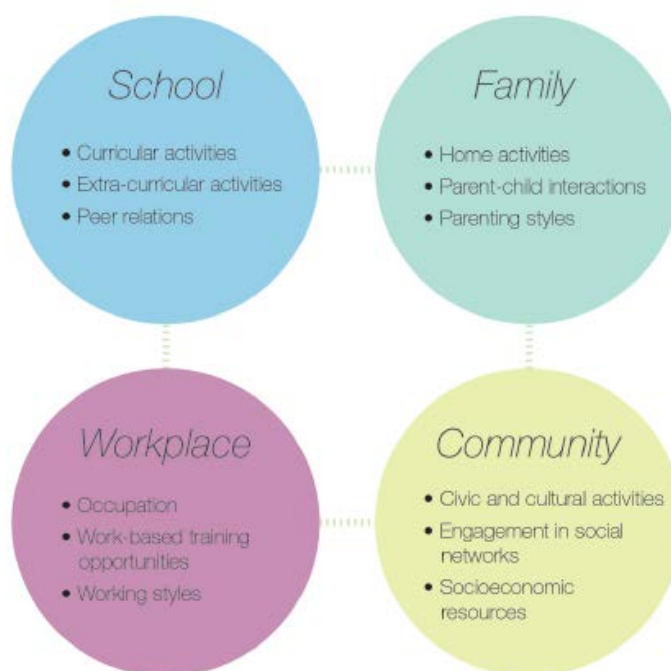 School
• Curricular activities
• Extra-curricular activities
• Peer relations
Family
• Home activities
• Parent-child interactions
• Parenting styles
Workplace
• Occupation
• Work-based training
opportunities
• Working styles
Community
• Civic and cultural activities
• Engagement in social
networks
• Socioeconomic
resources